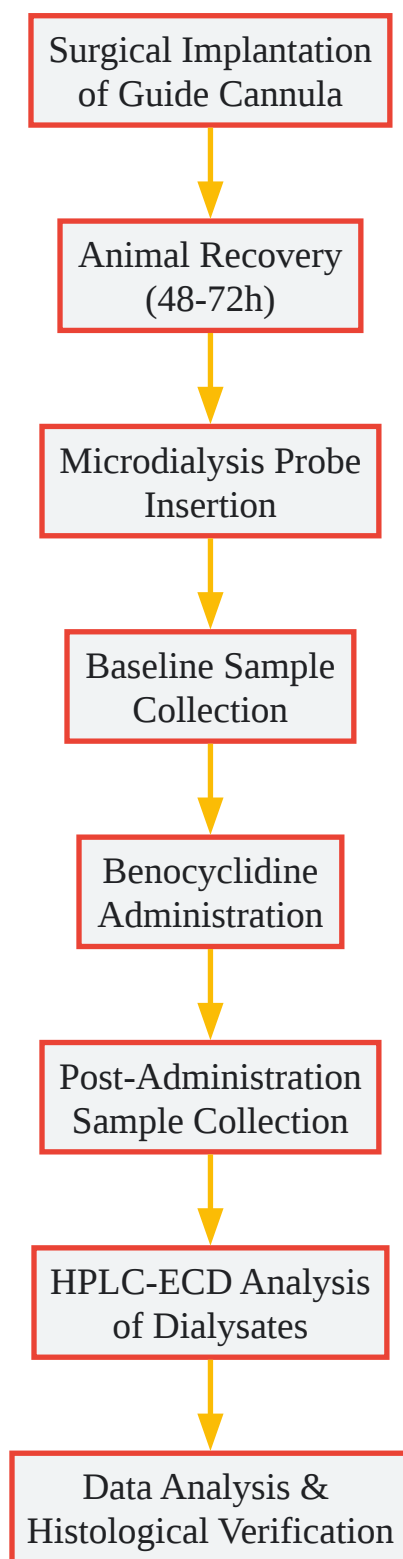 Surgical Implantation
of Guide Cannula
Animal Recovery
(48-72h)
Microdialysis Probe
Insertion
Baseline Sample
Collection
Benocyclidine
Administration
Post-Administration
Sample Collection
HPLC-ECD Analysis
of Dialysates
Data Analysis &
Histological Verification